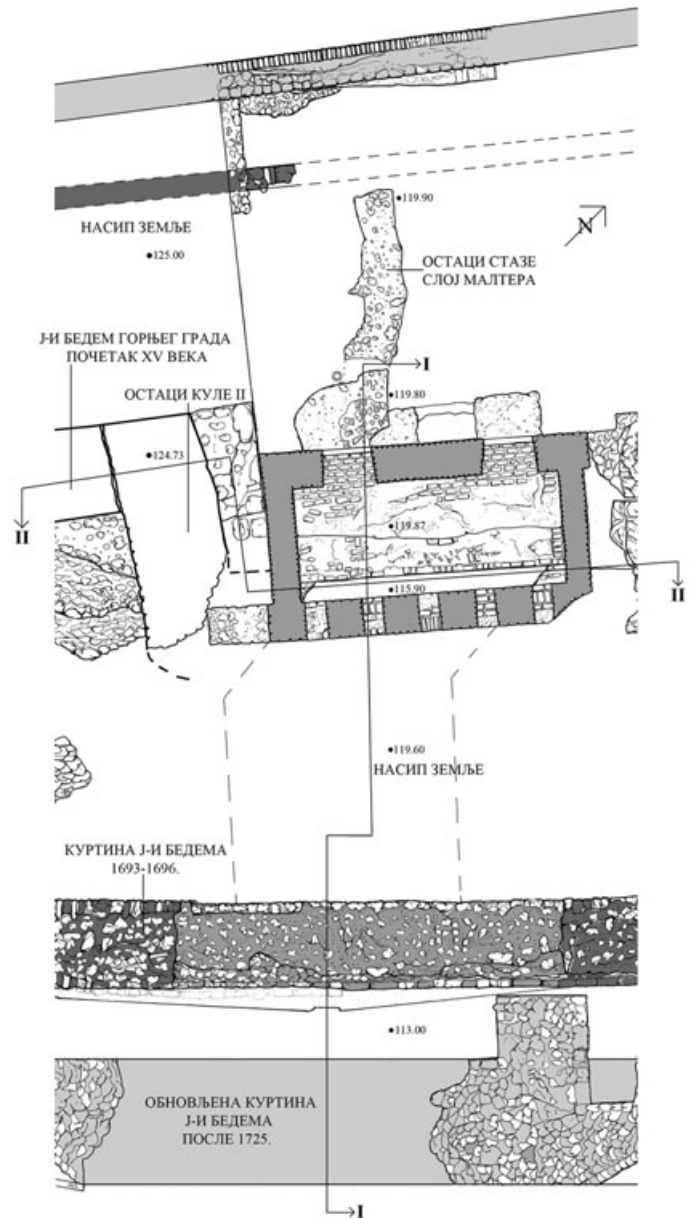 •119.90
N
НАСИП ЗЕМЉЕ
•125.00
ОСТАЦИ СТАЗЕ
СЛОЈ МАЛТЕРА
Ј-И БЕДЕМ ГОРЊЕГ ГРАДА
ПОЧЕТАК XV ВЕКА
I
ОСТАЦИ КУЛЕ II
•119.80
•124.73
II
•119.87
•115.90
II
•119.60
НАСИП ЗЕМЉЕ
КУРТИНА Ј-И БЕДЕМА
1693-1696.
•113.00
ОБНОВЉЕНА КУРТИНА
Ј-И БЕДЕМА
ПОСЛЕ 1725.
I